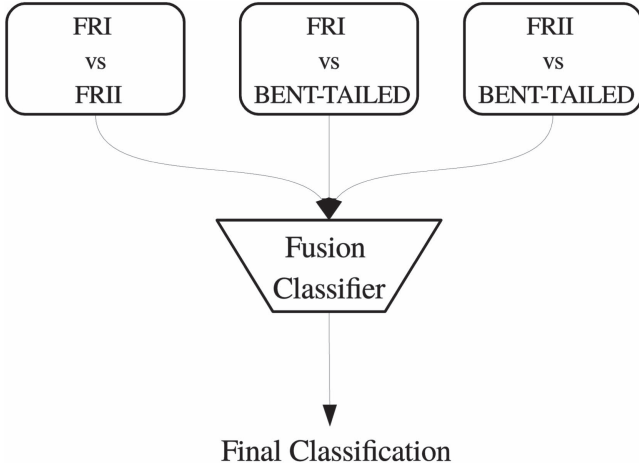 FRI
vs
FRII
FRI
vs
BENT-TAILED
FRII
vs
BENT-TAILED
Fusion
Classifier
Final Classification